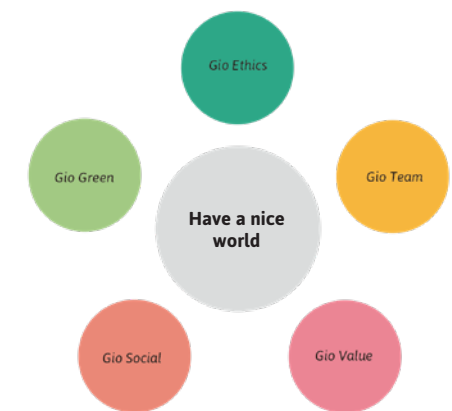 Gio Ethics
Gio Green
Gio Team
Have a nice
world
Gio Social
Gio Value